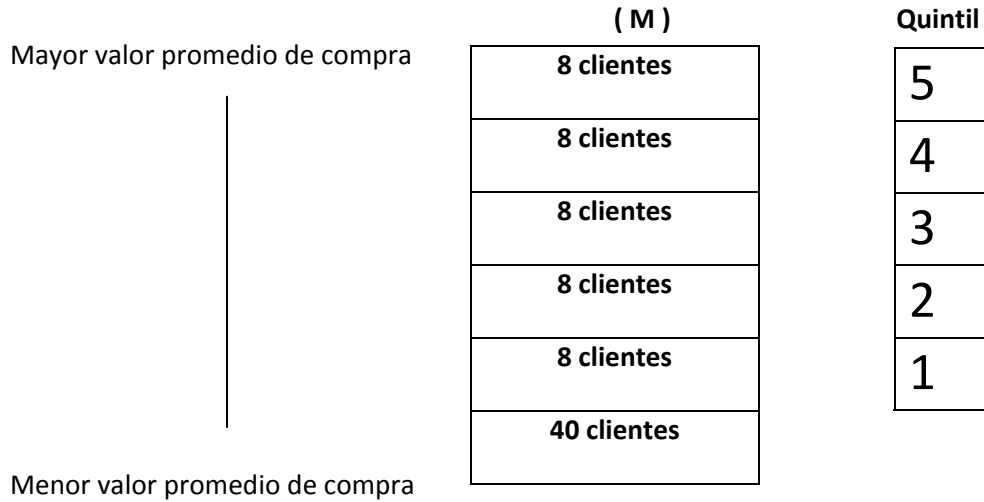 ( M ) Quintil
Mayor valor promedio de compra
8 clientes 5
8 clientes 4
8 clientes 3
8 clientes 2
8 clientes 1
40 clientes
Menor valor promedio de compra